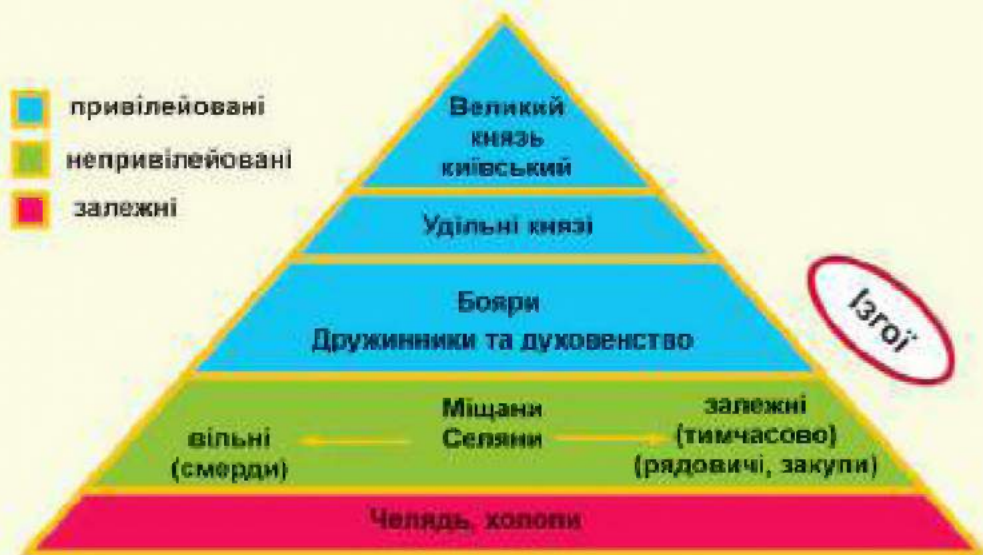 привілейовані
непривілейовані
залежні
Великий
князь
київський
Удільні князі
Бояри
Дружинники та духовенство
Ізгої
Міщани
Селяни
вільні
(смерди)
залежні
(тимчасово)
(рядовичі, закупи)
Челядь, холопи